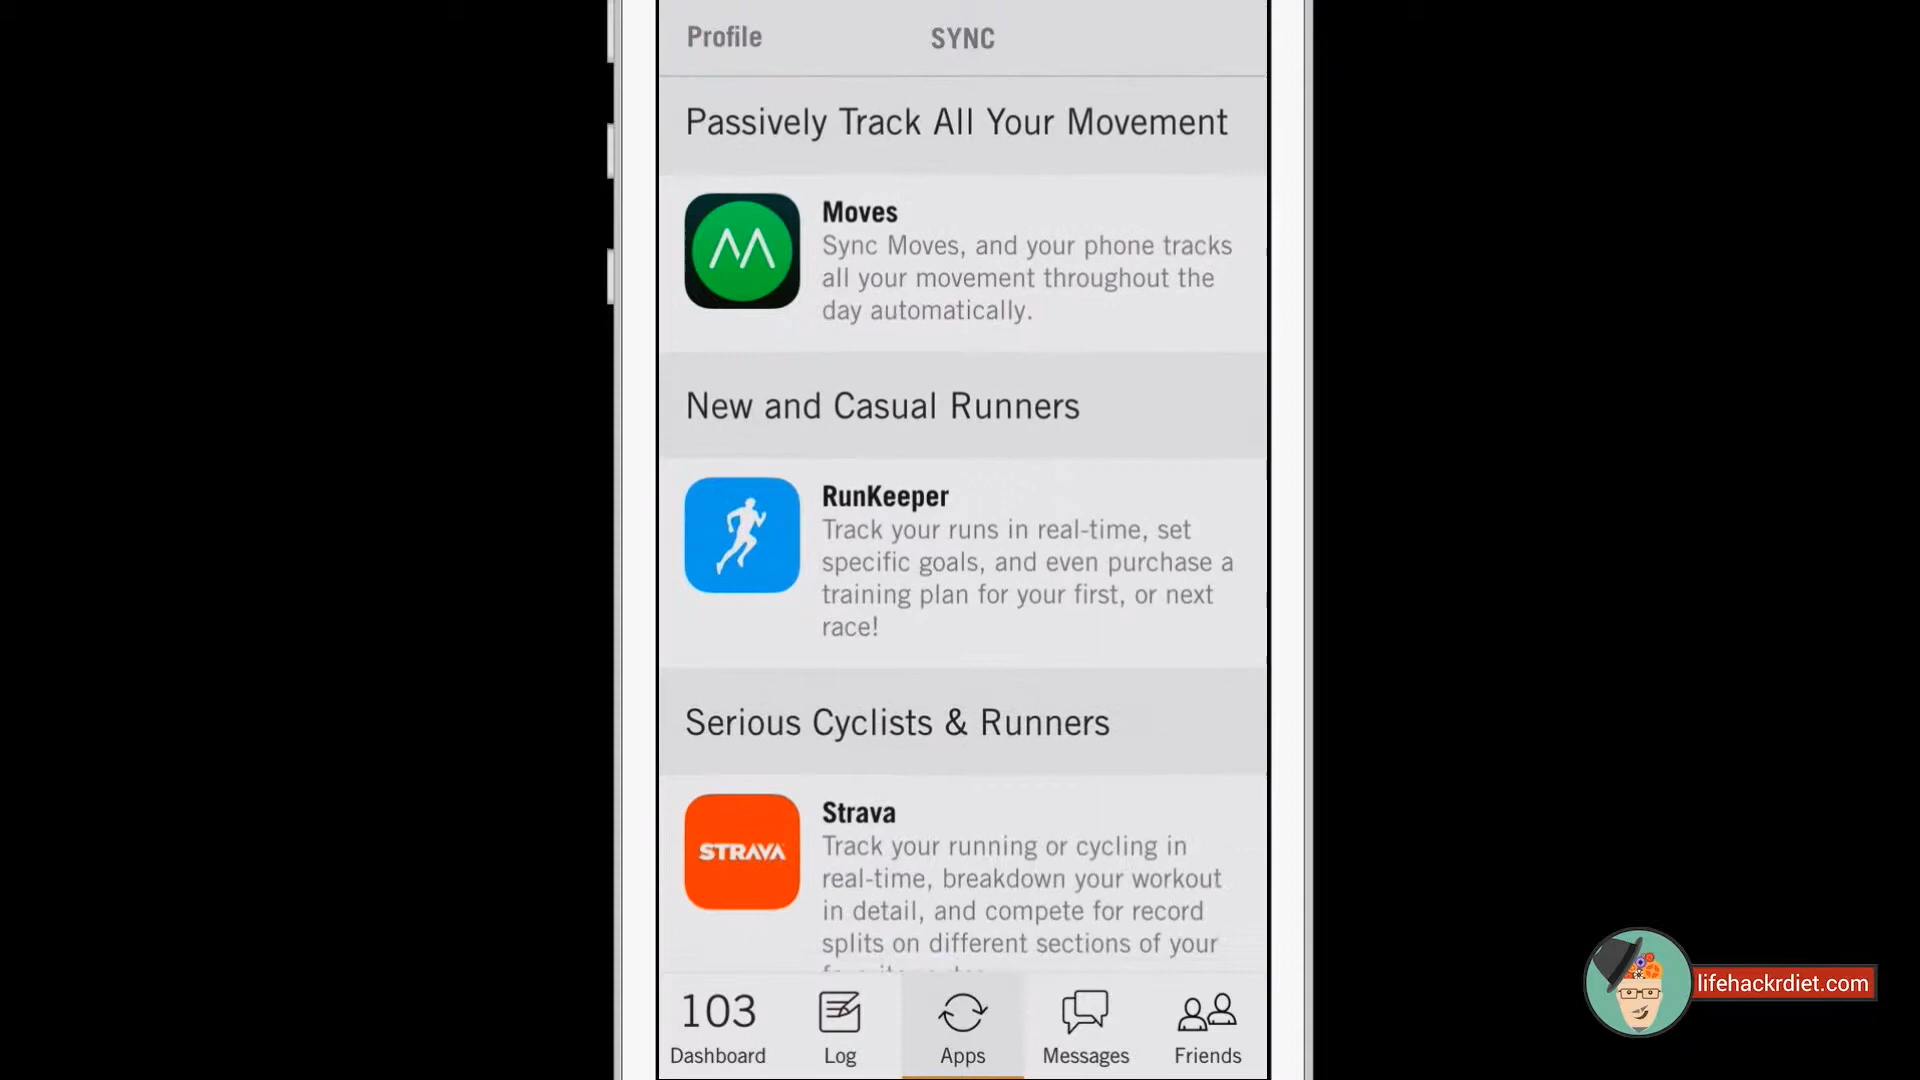 Profile
SYNC
Passively Track All Your Movement
Moves
Sync Moves, and your phone tracks
all your movement throughout the
day automatically.
New and Casual Runners
RunKeeper
Track your runs in real-time, set
specific goals, and even purchase a
training plan for your first, or next
race!
Serious Cyclists & Runners
STRAVA
Strava
Track your running or cycling in
real-time, breakdown your workout
in detail, and compete for record
splits on different sections of your
103
Dashboard
Log
Apps
Messages
Friends
lifehackrdiet.com